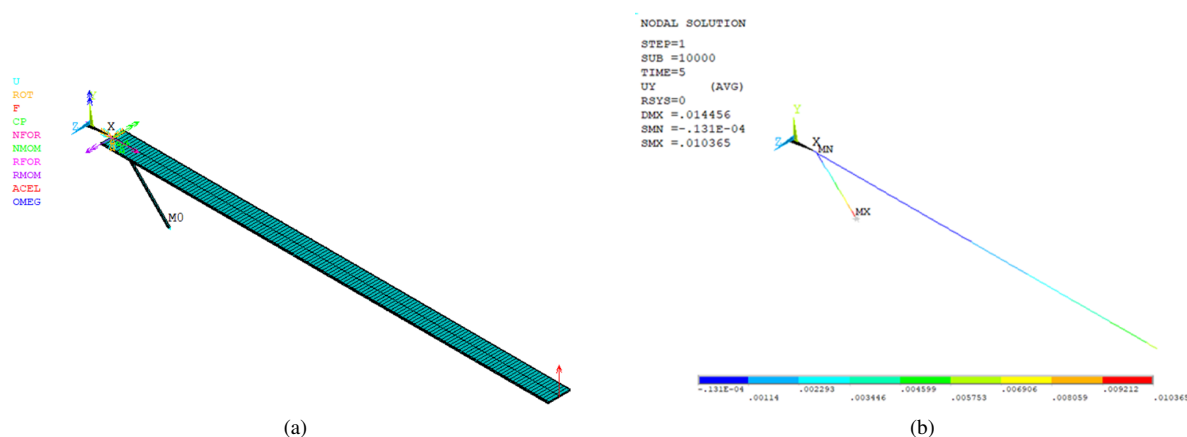 U
ROT
F
CP
NFOR
NMOM
RFOR
RMOM
ACEL
OMEG
Y
Z
X
M0
(a)
NODAL SOLUTION
STEP=1
SUB =10000
TIME=5
UY (AVG)
RSYS=0
DMX =.014456
SMN =-.131E-04
SMX =.010365
Y
Z
X
MN
MX
-.131E-04 .002293 .004599 .006906 .009212
.00114 .003446 .005753 .008059 .010365
(b)